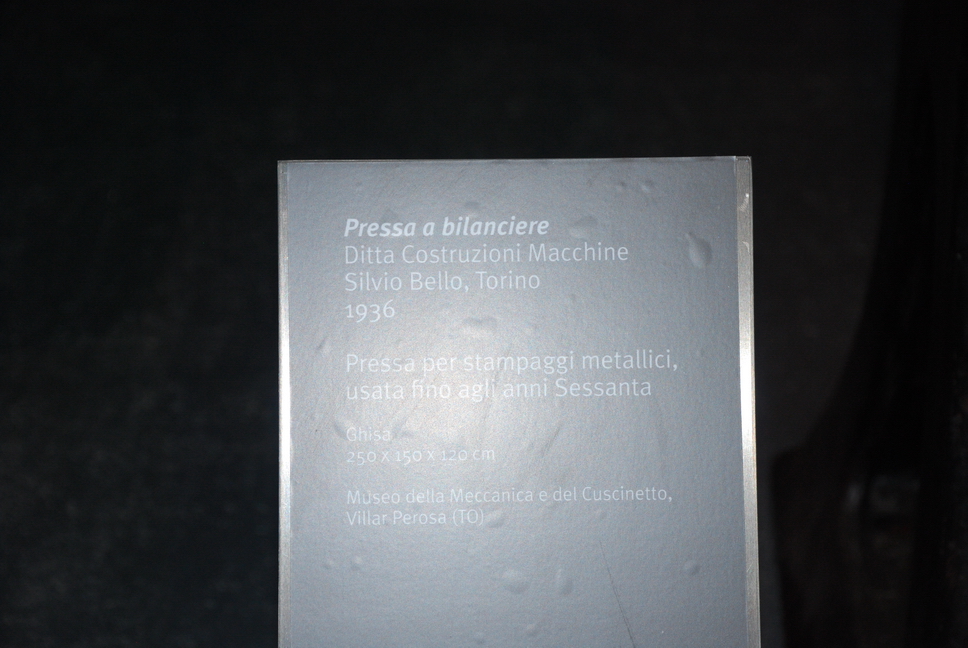 Pressa a bilanciere
Ditta Costruzioni Macchine
Silvio Bello, Torino
1936
Pressa per stampaggi metallici,
usata fino agli anni Sessanta
Ghisa
250 x 150 x 120 cm
Museo della Meccanica e del Cuscinetto,
Villar Perosa (TO)